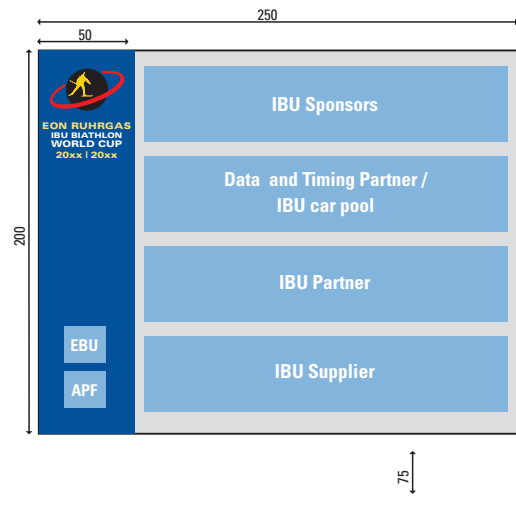 250
50
200
EON RUHRGAS
IBU BIATHLON
WORLD CUP
20xx | 20xx
IBU Sponsors
Data and Timing Partner /
IBU car pool
IBU Partner
IBU Supplier
EBU
APF
75